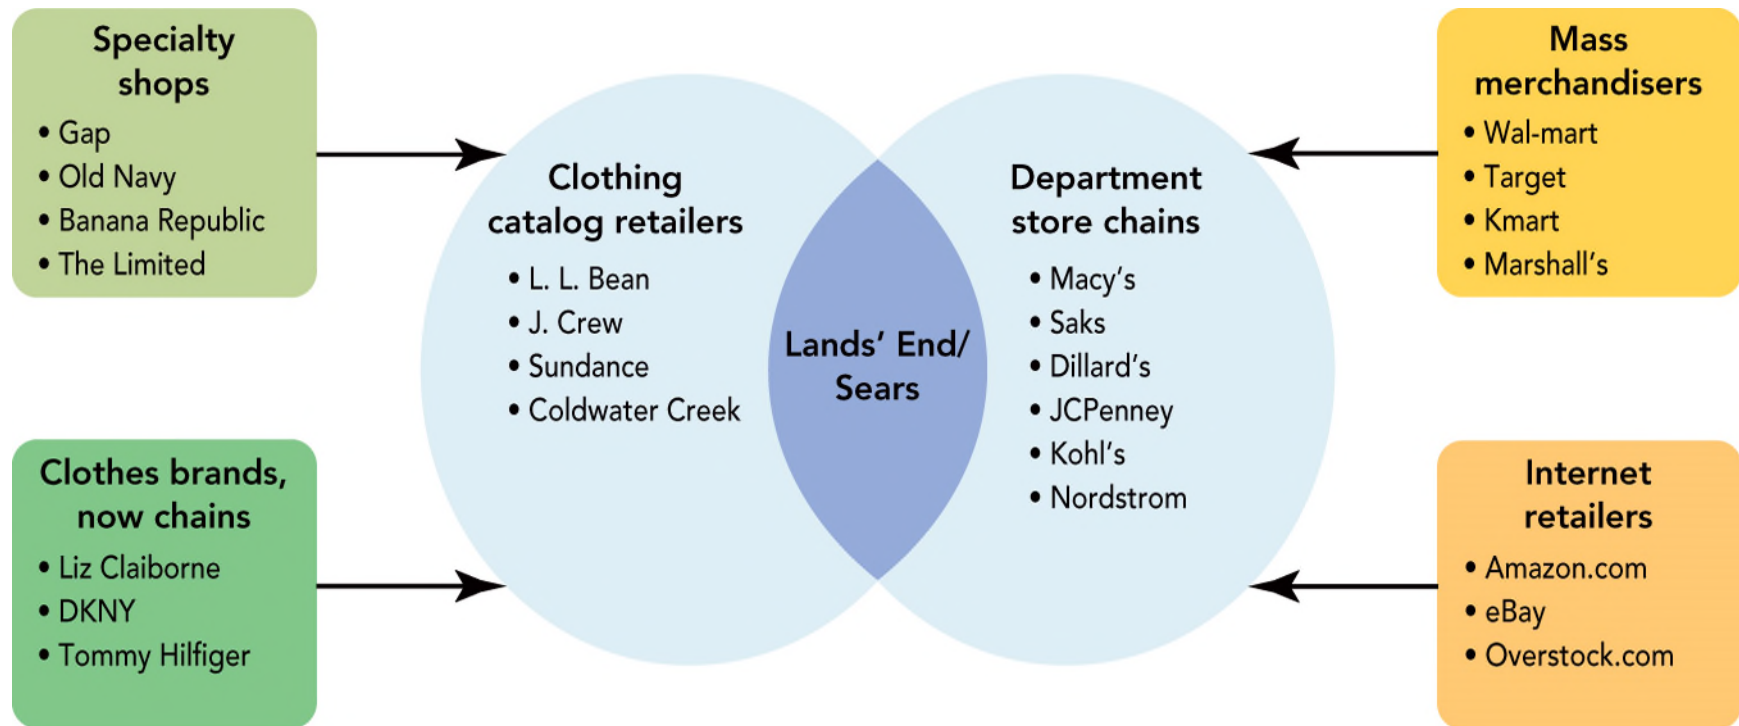 Specialty
shops
• Gap
• Old Navy
• Banana Republic
• The Limited
Clothes brands,
now chains
• Liz Claiborne
• DKNY
• Tommy Hilfiger
Clothing
catalog retailers
• L. L. Bean
• J. Crew
• Sundance
• Coldwater Creek
Lands’ End/
Sears
Department
store chains
• Macy’s
• Saks
• Dillard’s
• JCPenney
• Kohl’s
• Nordstrom
Mass
merchandisers
• Wal-mart
• Target
• Kmart
• Marshall’s
Internet
retailers
• Amazon.com
• eBay
• Overstock.com